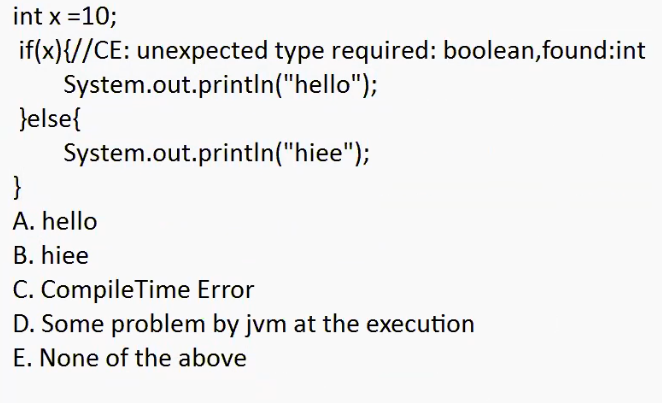 int x =10;
if(x){//CE: unexpected type required: boolean,found:int
System.out.println("hello");
}else{
System.out.println("hiee");
}
A. hello
B. hiee
C. CompileTime Error
D. Some problem by jvm at the execution
E. None of the above